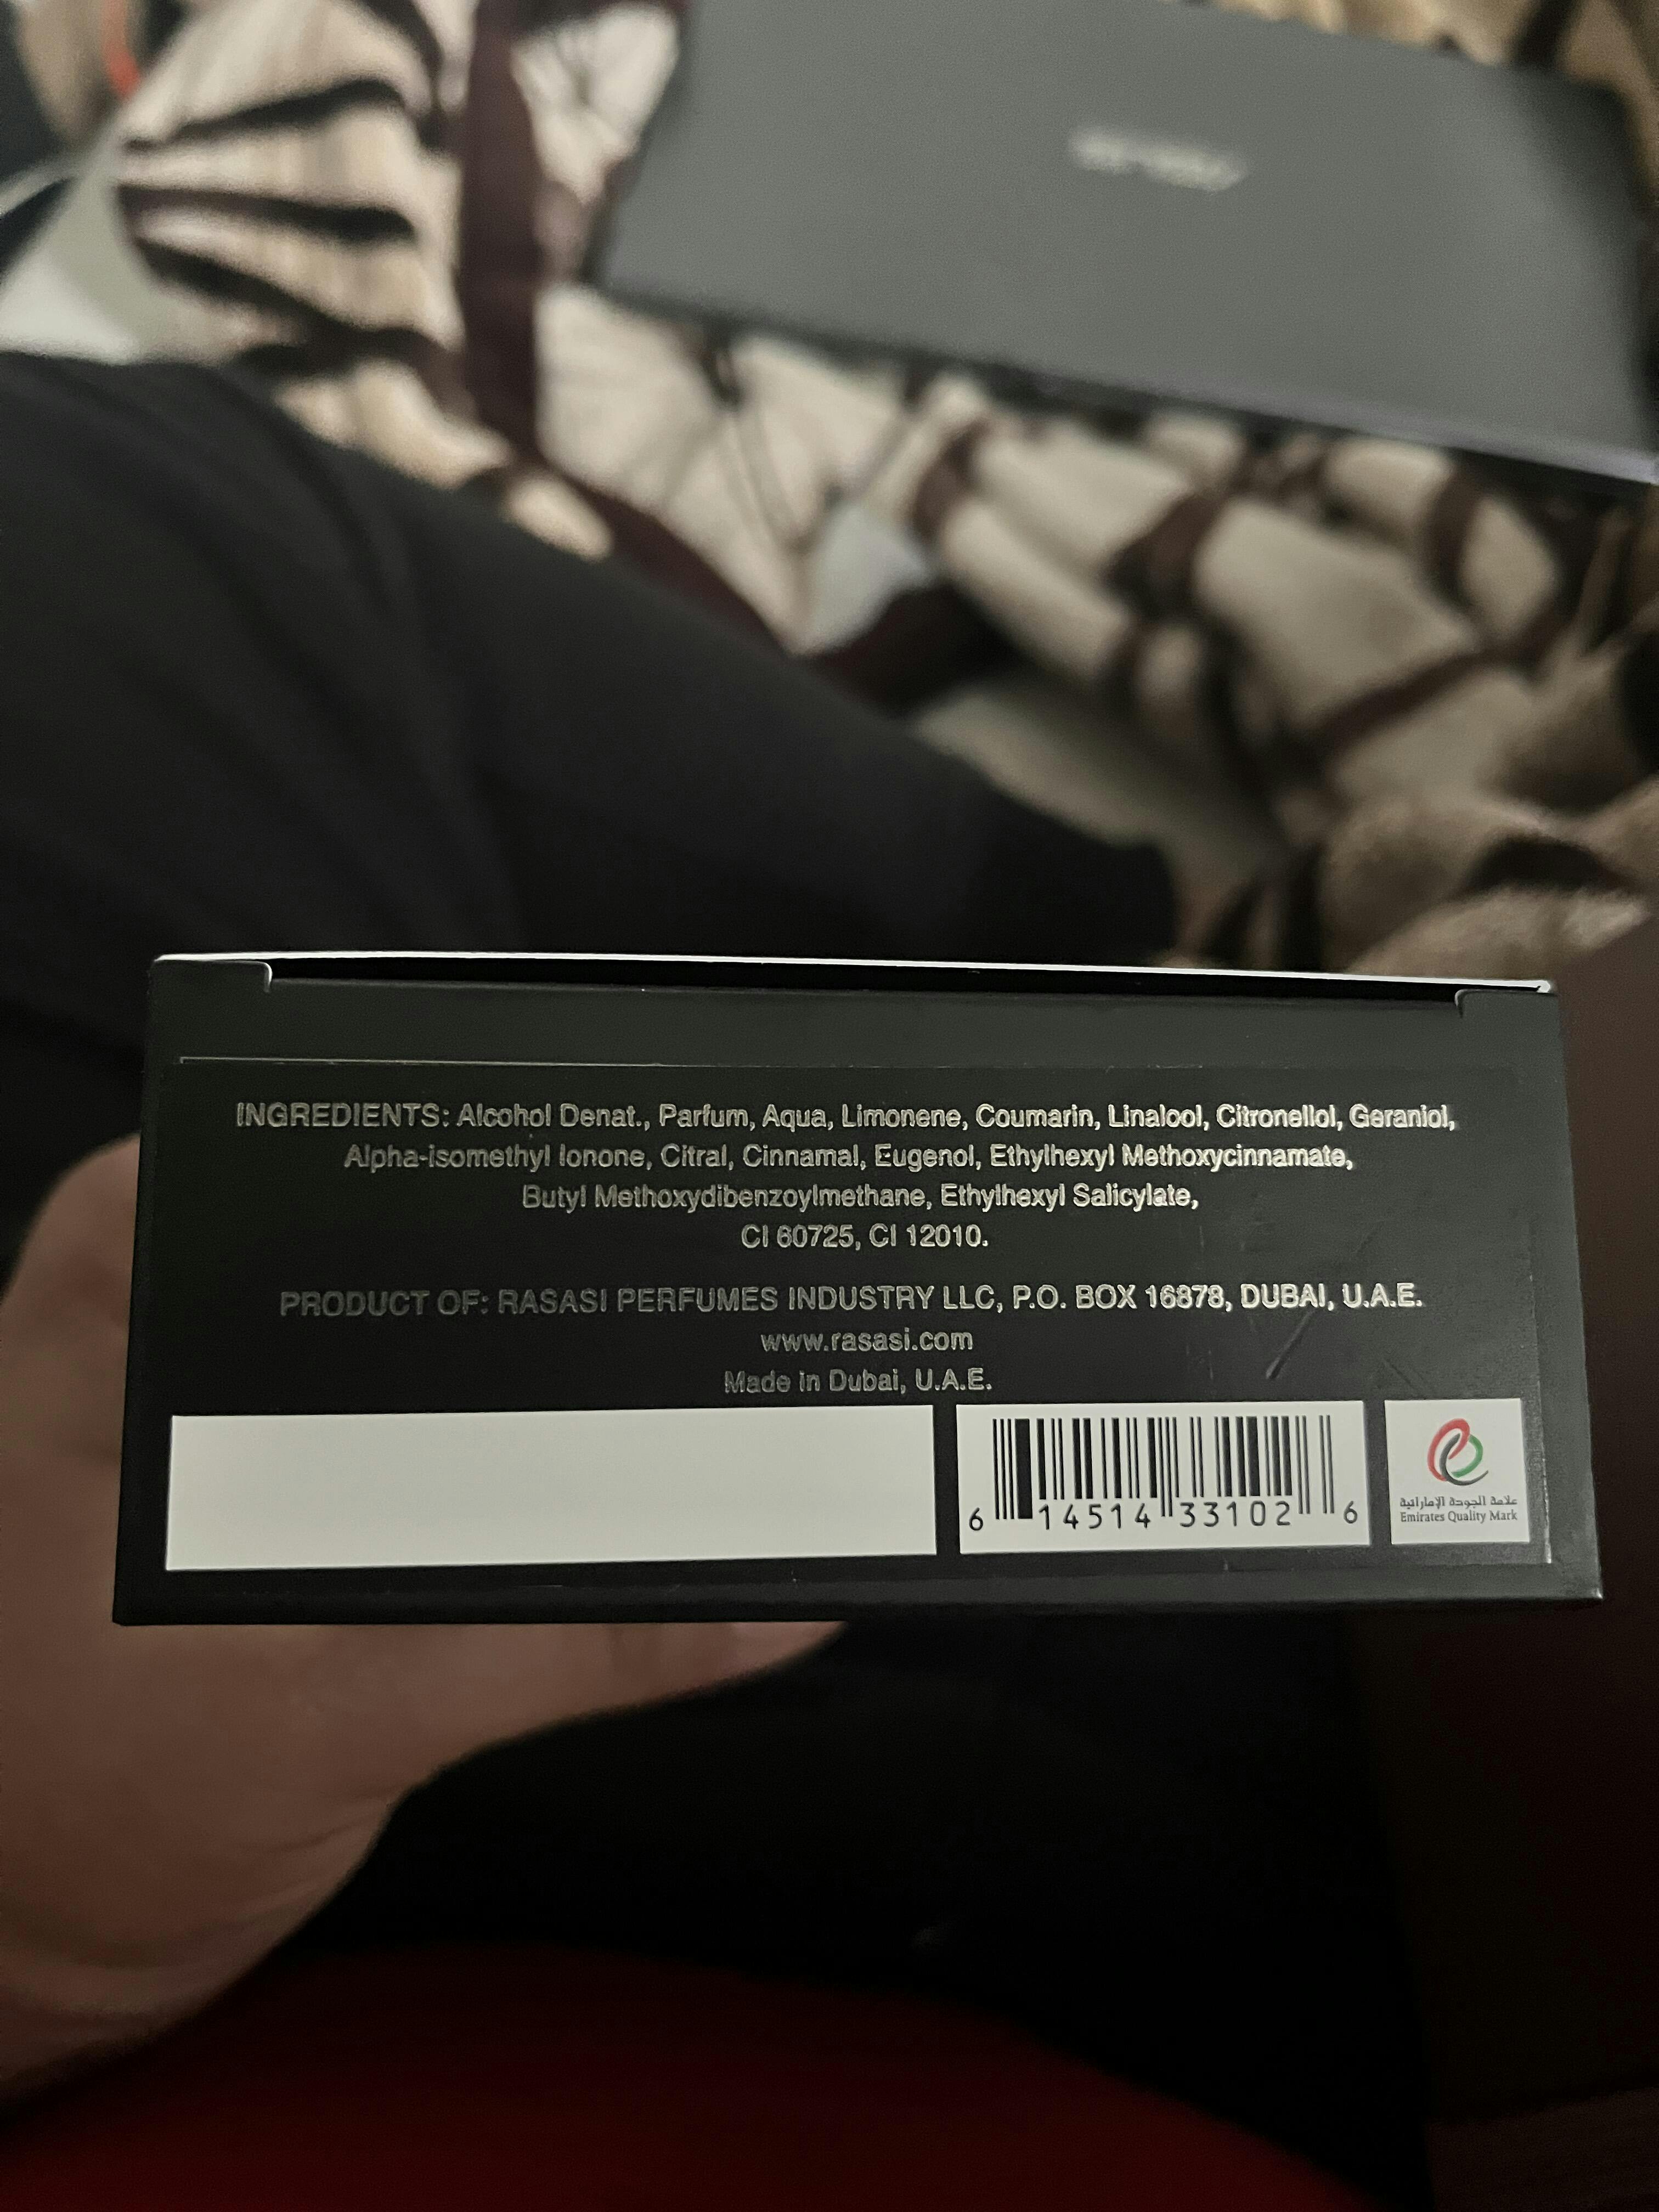 INGREDIENTS: Alcohol Denat., Parfum, Aqua, Limonene, Coumarin, Linalool, Citronellol, Geraniol,
Alpha-isomethyl Ionone, Citral, Cinnamal, Eugenol, Ethylhexyl Methoxycinnamate,
Butyl Methoxydibenzoylmethane, Ethylhexyl Salicylate,
CI 60725, CI 12010.
PRODUCT OF: RASASI PERFUMES INDUSTRY LLC, P.O. BOX 16878, DUBAI, U.A.E.
www.rasasi.com
Made in Dubai, U.A.E.
6 14514 33102 6
علامة الجودة الإماراتية
Emirates Quality Mark